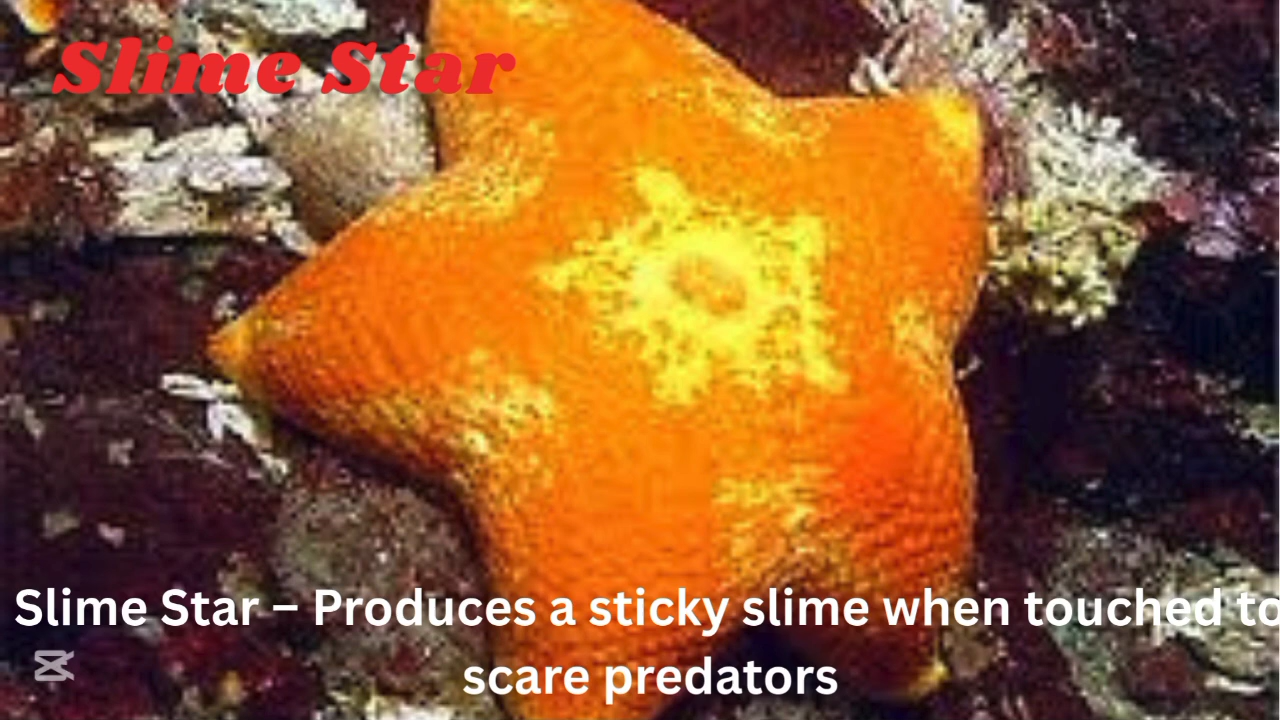 Slime Star
Slime Star – Produces a sticky slime when touched to
scare predators